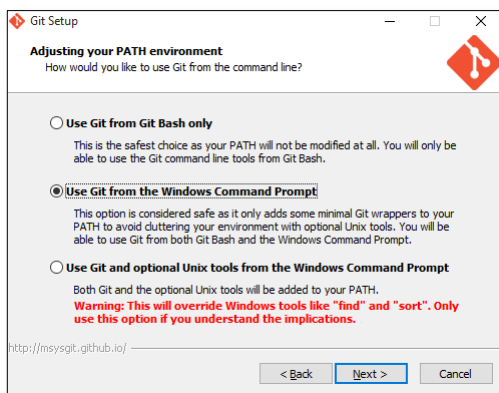 Git Setup
Adjusting your PATH environment
How would you like to use Git from the command line?
Use Git from Git Bash only
This is the safest choice as your PATH will not be modified at all. You will only be
able to use the Git command line tools from Git Bash.
Use Git from the Windows Command Prompt
This option is considered safe as it only adds some minimal Git wrappers to your
PATH to avoid cluttering your environment with optional Unix tools. You will be
able to use Git from both Git Bash and the Windows Command Prompt.
Use Git and optional Unix tools from the Windows Command Prompt
Both Git and the optional Unix tools will be added to your PATH.
Warning: This will override Windows tools like "find" and "sort". Only
use this option if you understand the implications.
http://msysgit.github.io/
< Back Next > Cancel